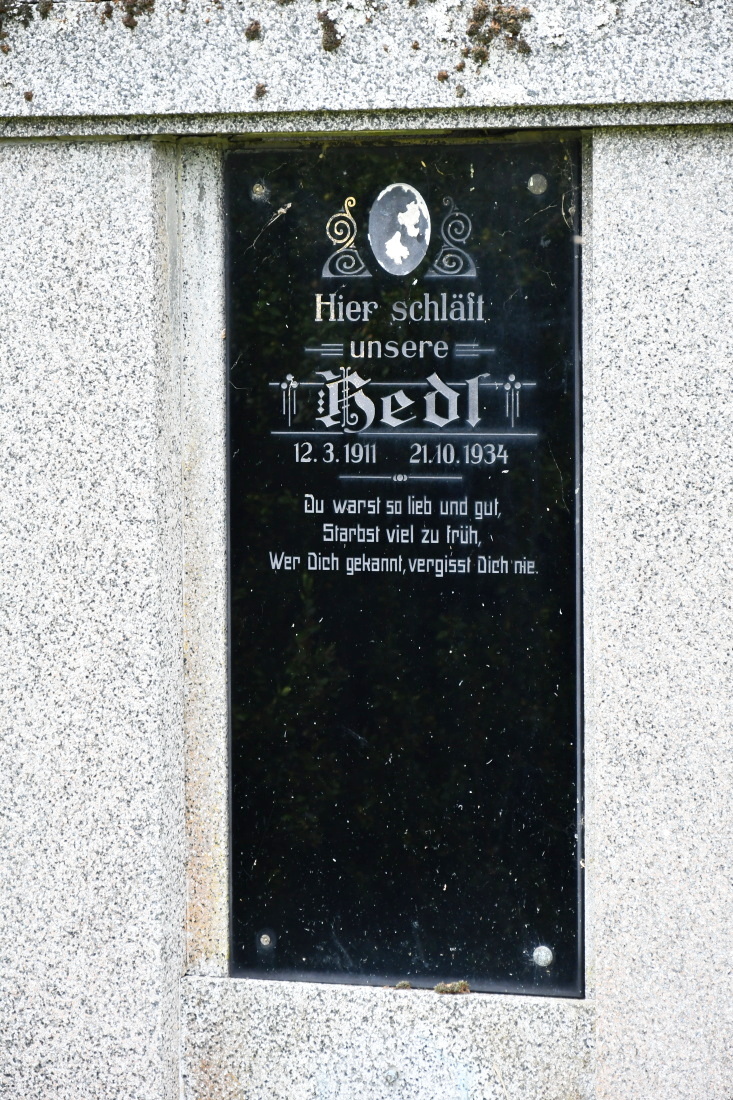 Hier schläft
unsere
Hedl
12.3.1911 21.10.1934
Du warst so lieb und gut,
Starbst viel zu früh,
Wer Dich gekannt, vergisst Dich nie.